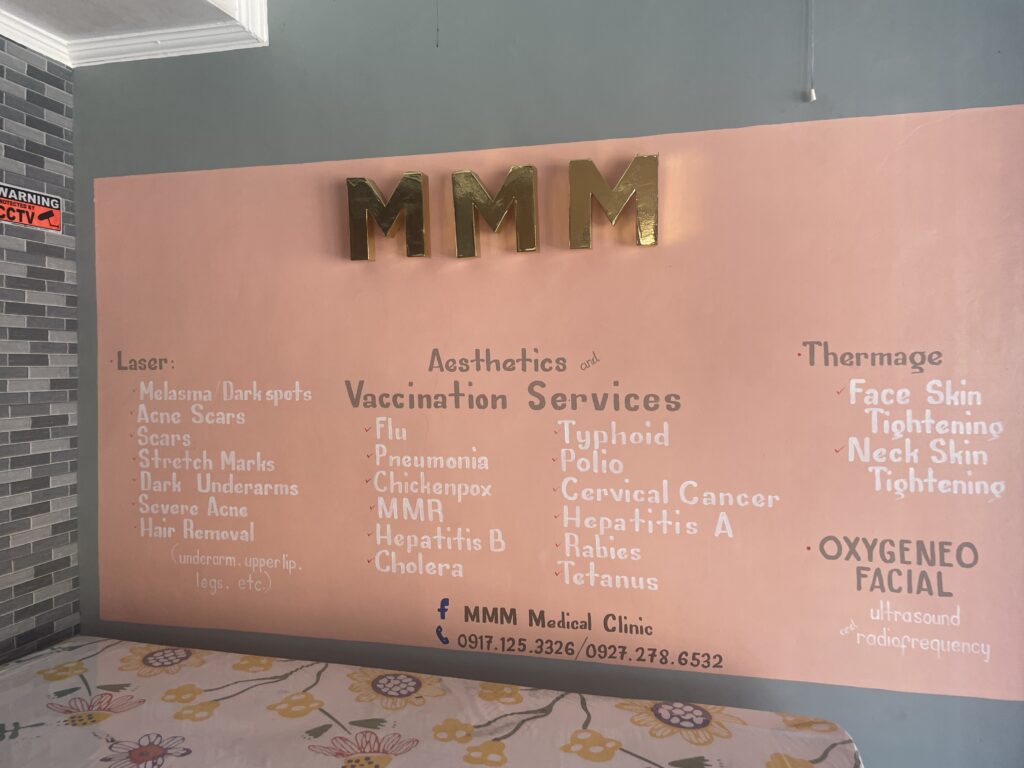 MMM
WARNING
PROTECTED BY
CCTV
Laser:
Melasma/Dark spots
Acne Scars
Scars
Stretch Marks
Dark Underarms
Severe Acne
Hair Removal
(underarm, upper lip,
legs, etc.)
Aesthetics and
Vaccination Services
Flu
Pneumonia
Chickenpox
MMR
Hepatitis B
Cholera
Typhoid
Polio
Cervical Cancer
Hepatitis A
Rabies
Tetanus
MMM Medical Clinic
0917.125.3326/0927.278.6532
Thermage
Face Skin
Tightening
Neck Skin
Tightening
OXYGENEO
FACIAL
ultrasound
and radiofrequency